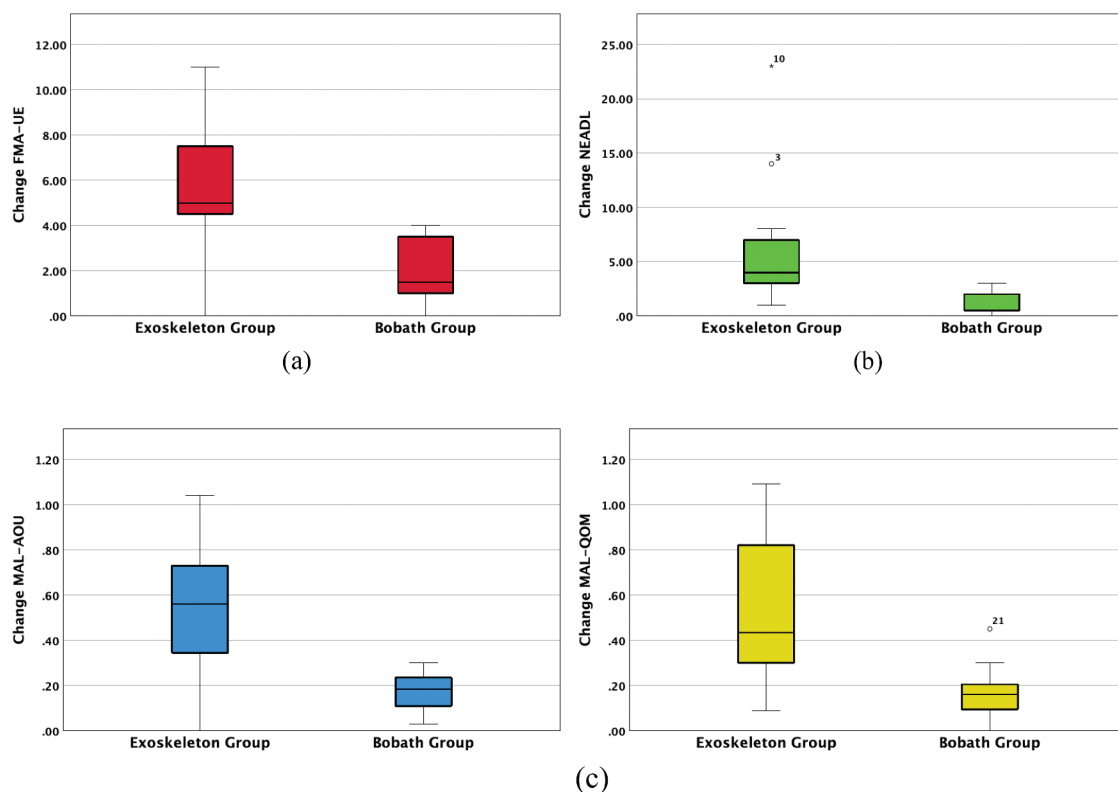 Change FMA-UE
12.00
10.00
8.00
6.00
4.00
2.00
.00
Exoskeleton Group
Bobath Group
(a)
Change NEADL
25.00
20.00
15.00
10.00
5.00
.00
*10
3
Exoskeleton Group
Bobath Group
(b)
Change MAL-AOU
1.20
1.00
.80
.60
.40
.20
.00
Exoskeleton Group
Bobath Group
Change MAL-QOM
1.20
1.00
.80
.60
.40
.20
.00
21
Exoskeleton Group
Bobath Group
(c)